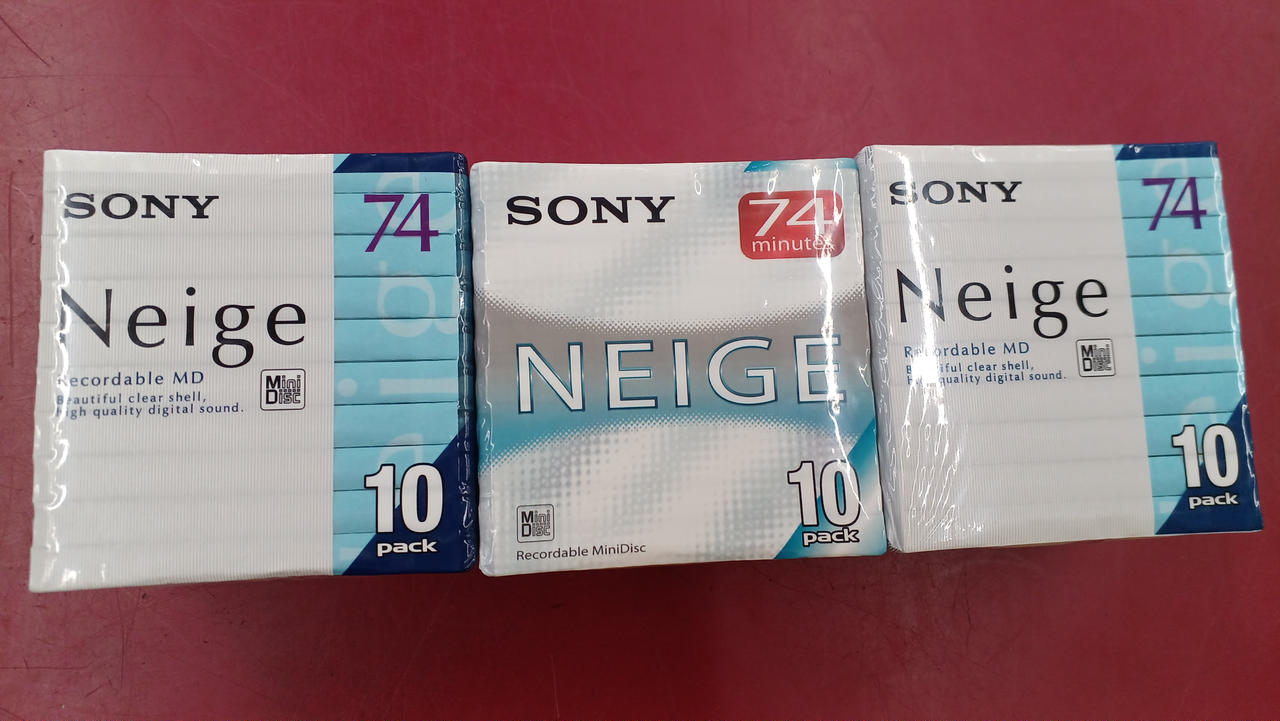 SONY
74
Neige
Recordable MD
Beautiful clear shell,
high quality digital sound.
Mini
Disc
10
pack
SONY
74
minutes
NEIGE
Mini
Disc
Recordable MiniDisc
10
pack
SONY
74
Neige
Recordable MD
Beautiful clear shell,
high quality digital sound.
Mini
Disc
10
pack